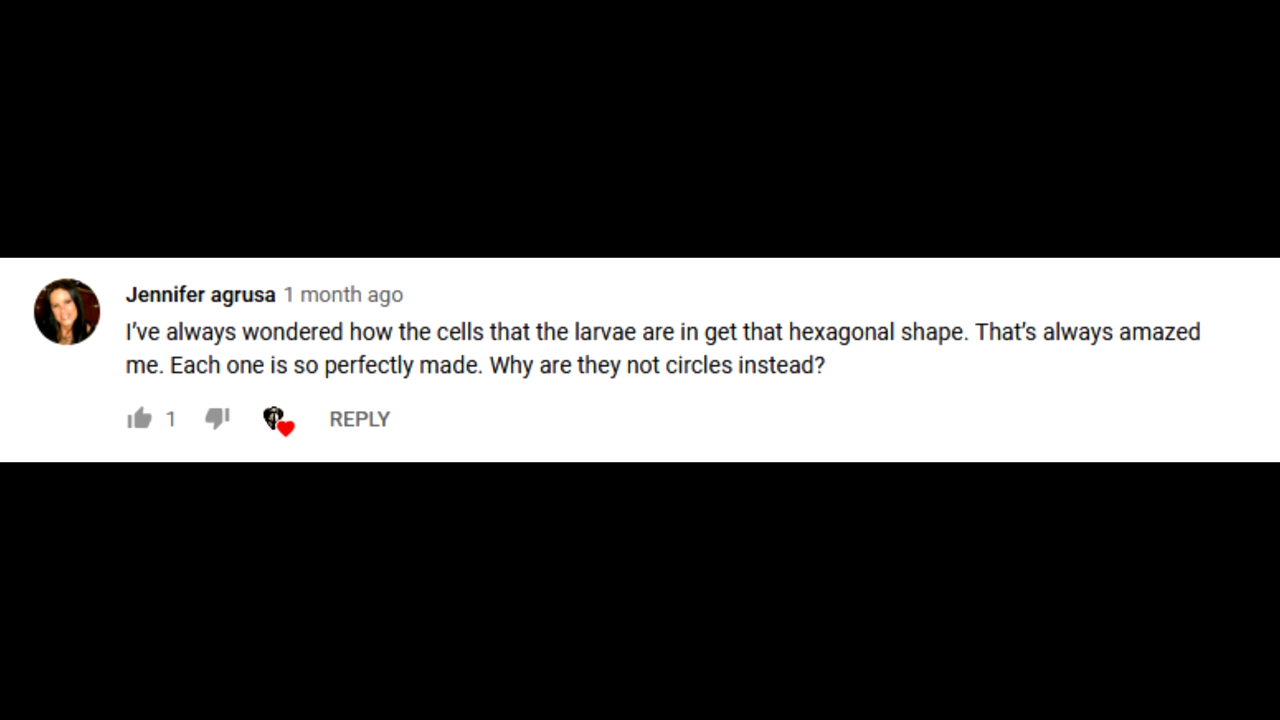 Jennifer agrusa 1 month ago
I’ve always wondered how the cells that the larvae are in get that hexagonal shape. That’s always amazed
me. Each one is so perfectly made. Why are they not circles instead?
1 REPLY